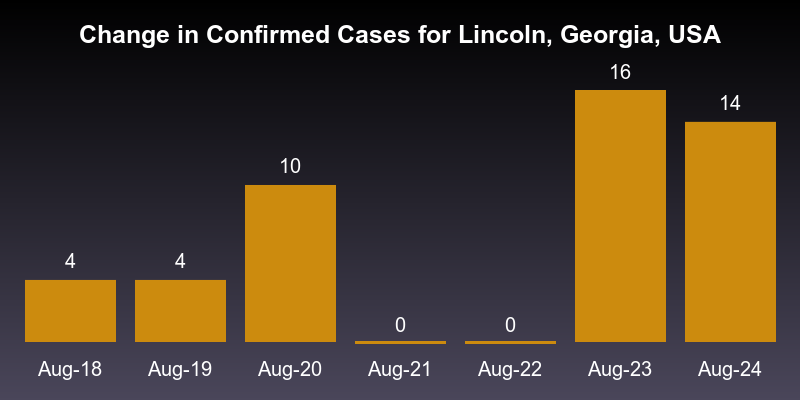 Change in Confirmed Cases for Lincoln, Georgia, USA
4
4
10
0
0
16
14
Aug-18
Aug-19
Aug-20
Aug-21
Aug-22
Aug-23
Aug-24